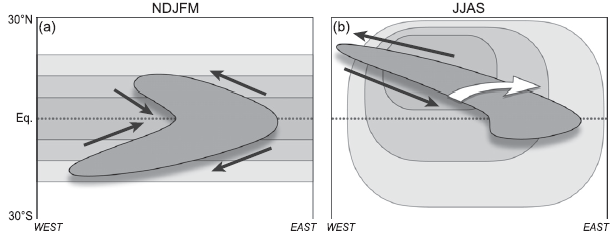 NDJFM JJAS
30°N (a) (b)
Eq.
30°S
WEST EAST WEST EAST